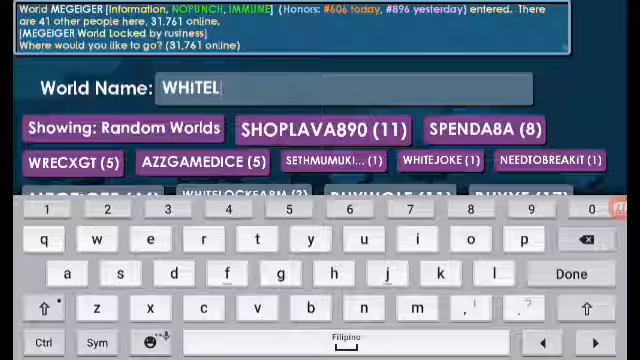 World MEGEIGER [Information, NOPUNCH, IMMUNE] (Honors: #606 today, #896 yesterday) entered. There
are 41 other people here, 31,761 online.
[MEGEIGER World Locked by rustness]
Where would you like to go? (31,761 online)
World Name: WHITEL
Showing: Random Worlds SHOPLAVA890 (11) SPENDA8A (8)
WRECXGT (5) AZZGAMEDICE (5) SETHMUMUKI... (1) WHITEJOKE (1) NEEDTOBREAKIT (1)
1 2 3 4 5 6 7 8 9 0
q w e r t y u i o p
a s d f g h j k l Done
z x c v b n m , ! . ?
Ctrl Sym Filipino